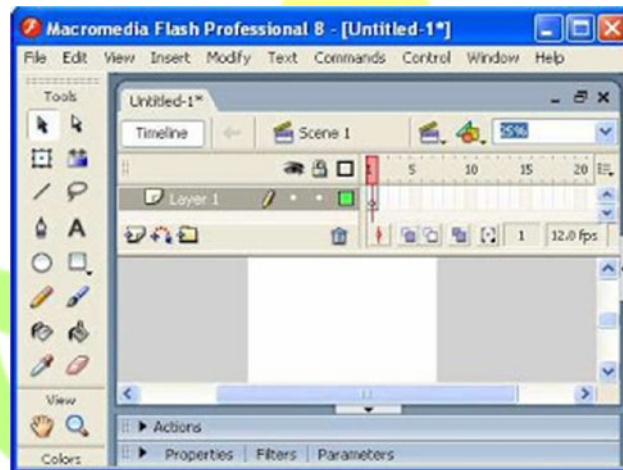 Macromedia Flash Professional 8 - [Untitled-1*]
File Edit View Insert Modify Text Commands Control Window Help
Tools
Untitled-1*
Timeline Scene 1 25%
1 5 10 15 20
Layer 1
1 12.0 fps
View
Colors
Actions
Properties Filters Parameters